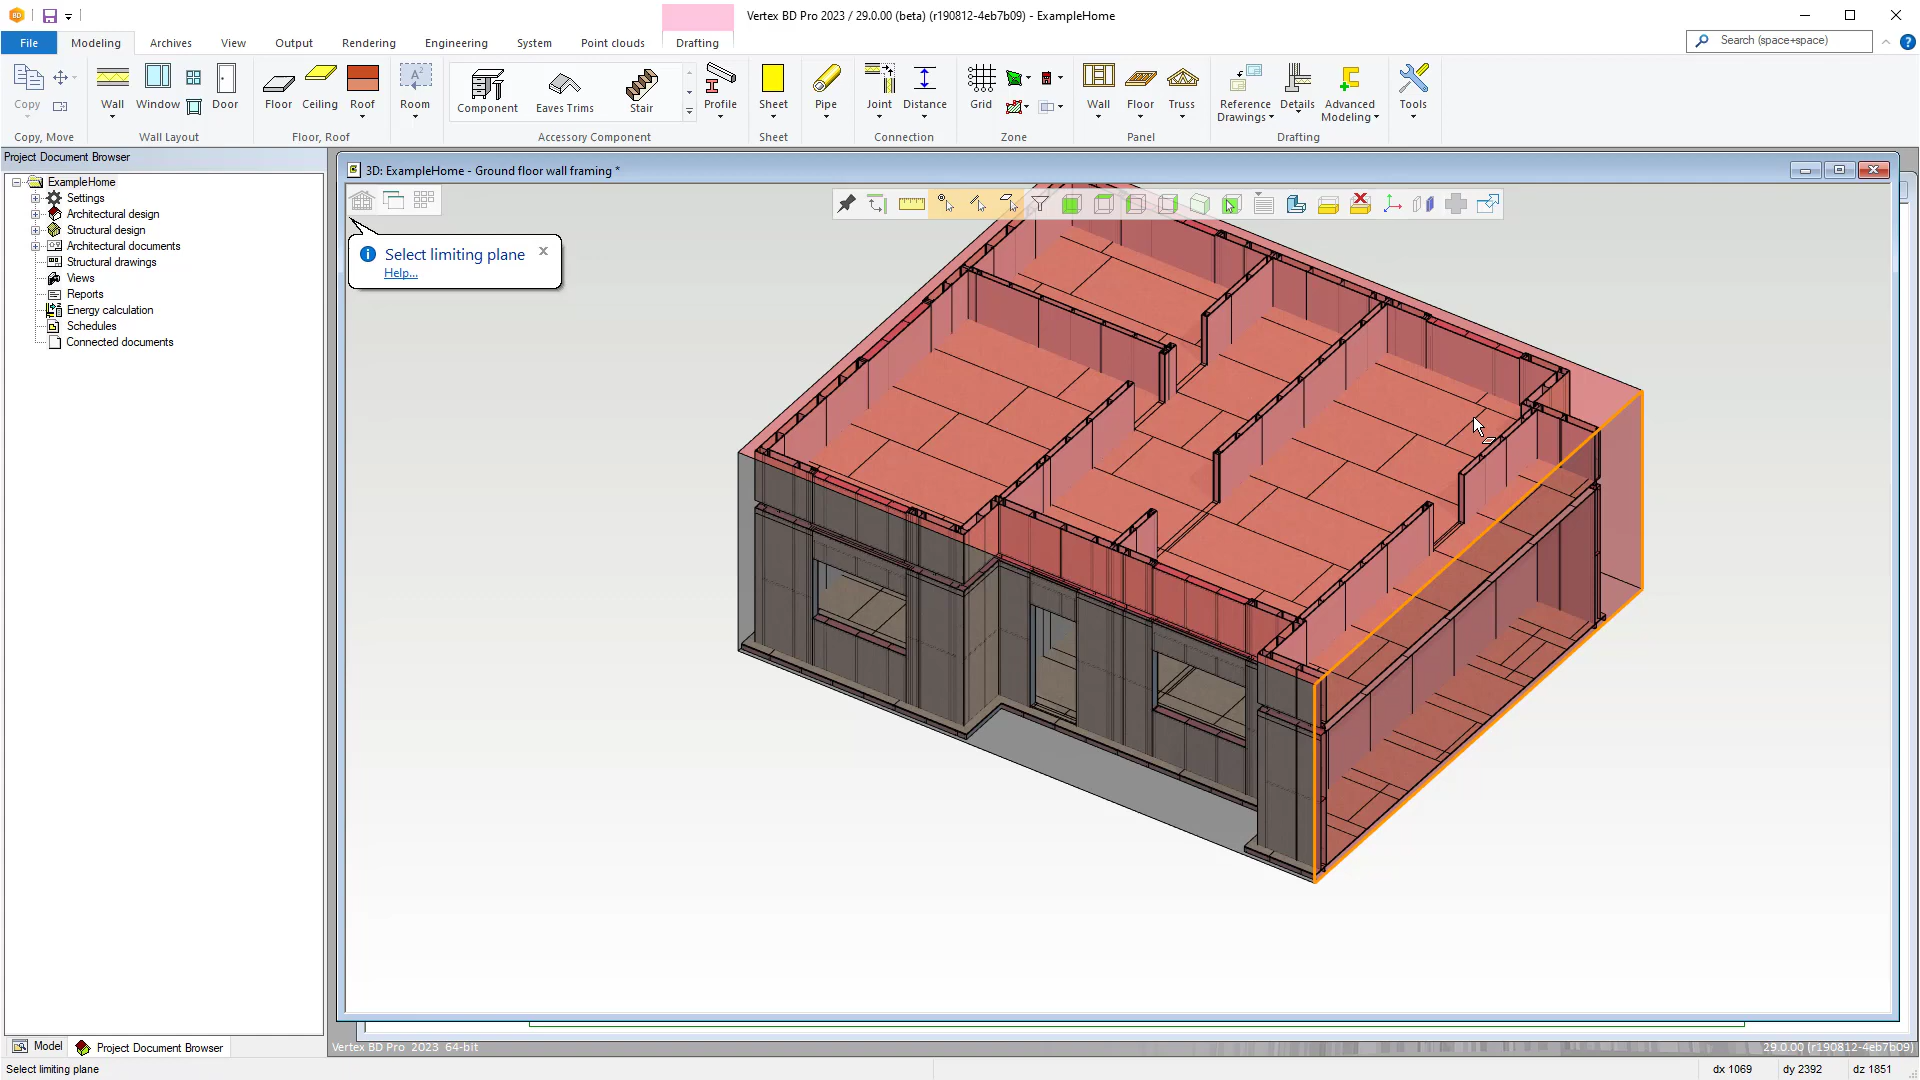 Vertex BD Pro 2023 / 29.0.00 (beta) (r190812-4eb7b09) - ExampleHome
File
Modeling
Archives
View
Output
Rendering
Engineering
System
Point clouds
Drafting
Search (space+space)
Copy
Wall
Window
Door
Floor
Ceiling
Roof
Room
Component
Eaves Trims
Stair
Profile
Sheet
Pipe
Joint
Distance
Grid
Wall
Floor
Truss
Reference
Drawings
Details
Advanced
Modeling
Tools
Copy, Move
Wall Layout
Floor, Roof
Accessory Component
Sheet
Connection
Zone
Panel
Drafting
Project Document Browser
ExampleHome
Settings
Architectural design
Structural design
Architectural documents
Structural drawings
Views
Reports
Energy calculation
Schedules
Connected documents
3D: ExampleHome - Ground floor wall framing *
Select limiting plane
Help...
Model
Project Document Browser
Vertex BD Pro 2023 64-bit
29.0.00 (r190812-4eb7b09)
Select limiting plane
dx 1069
dy 2392
dz 1851